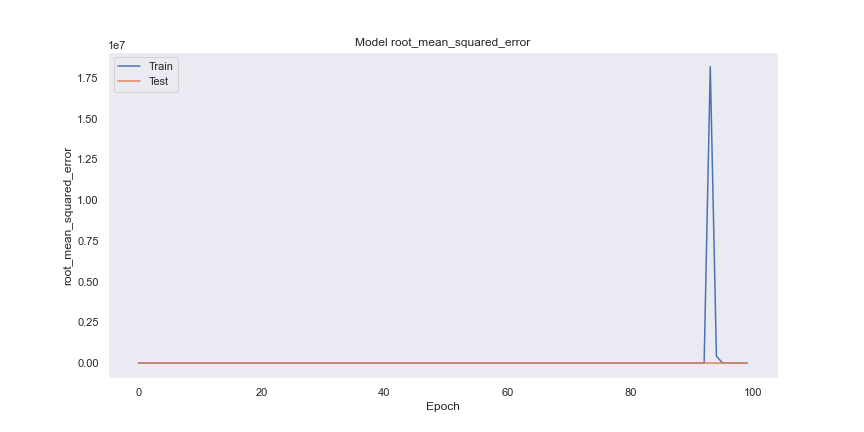 Model root_mean_squared_error
1e7
Train
Test
1.75
1.50
1.25
1.00
0.75
0.50
0.25
0.00
root_mean_squared_error
0 20 40 60 80 100
Epoch